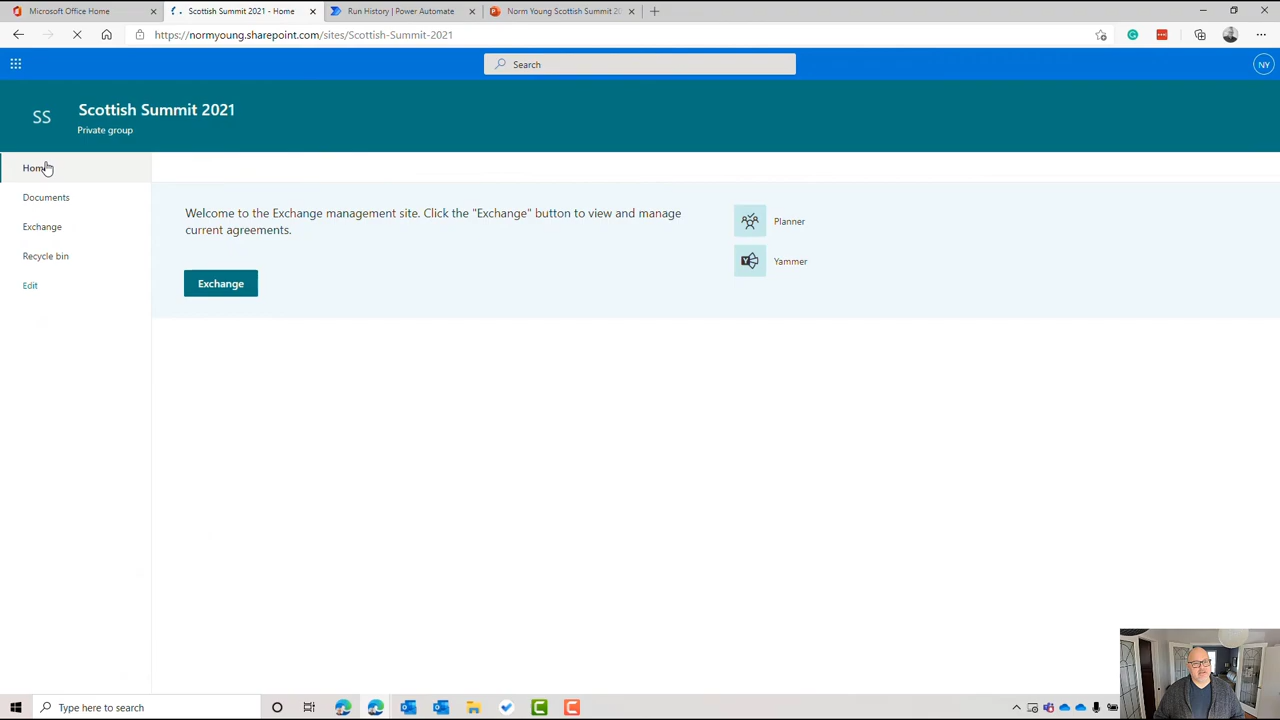 Microsoft Office Home
Scottish Summit 2021 - Home
Run History | Power Automate
Norm Young Scottish Summit 20
https://normyoung.sharepoint.com/sites/Scottish-Summit-2021
Search
NY
SS
Scottish Summit 2021
Private group
Home
Documents
Exchange
Recycle bin
Edit
Welcome to the Exchange management site. Click the "Exchange" button to view and manage
current agreements.
Exchange
Planner
Yammer
Type here to search